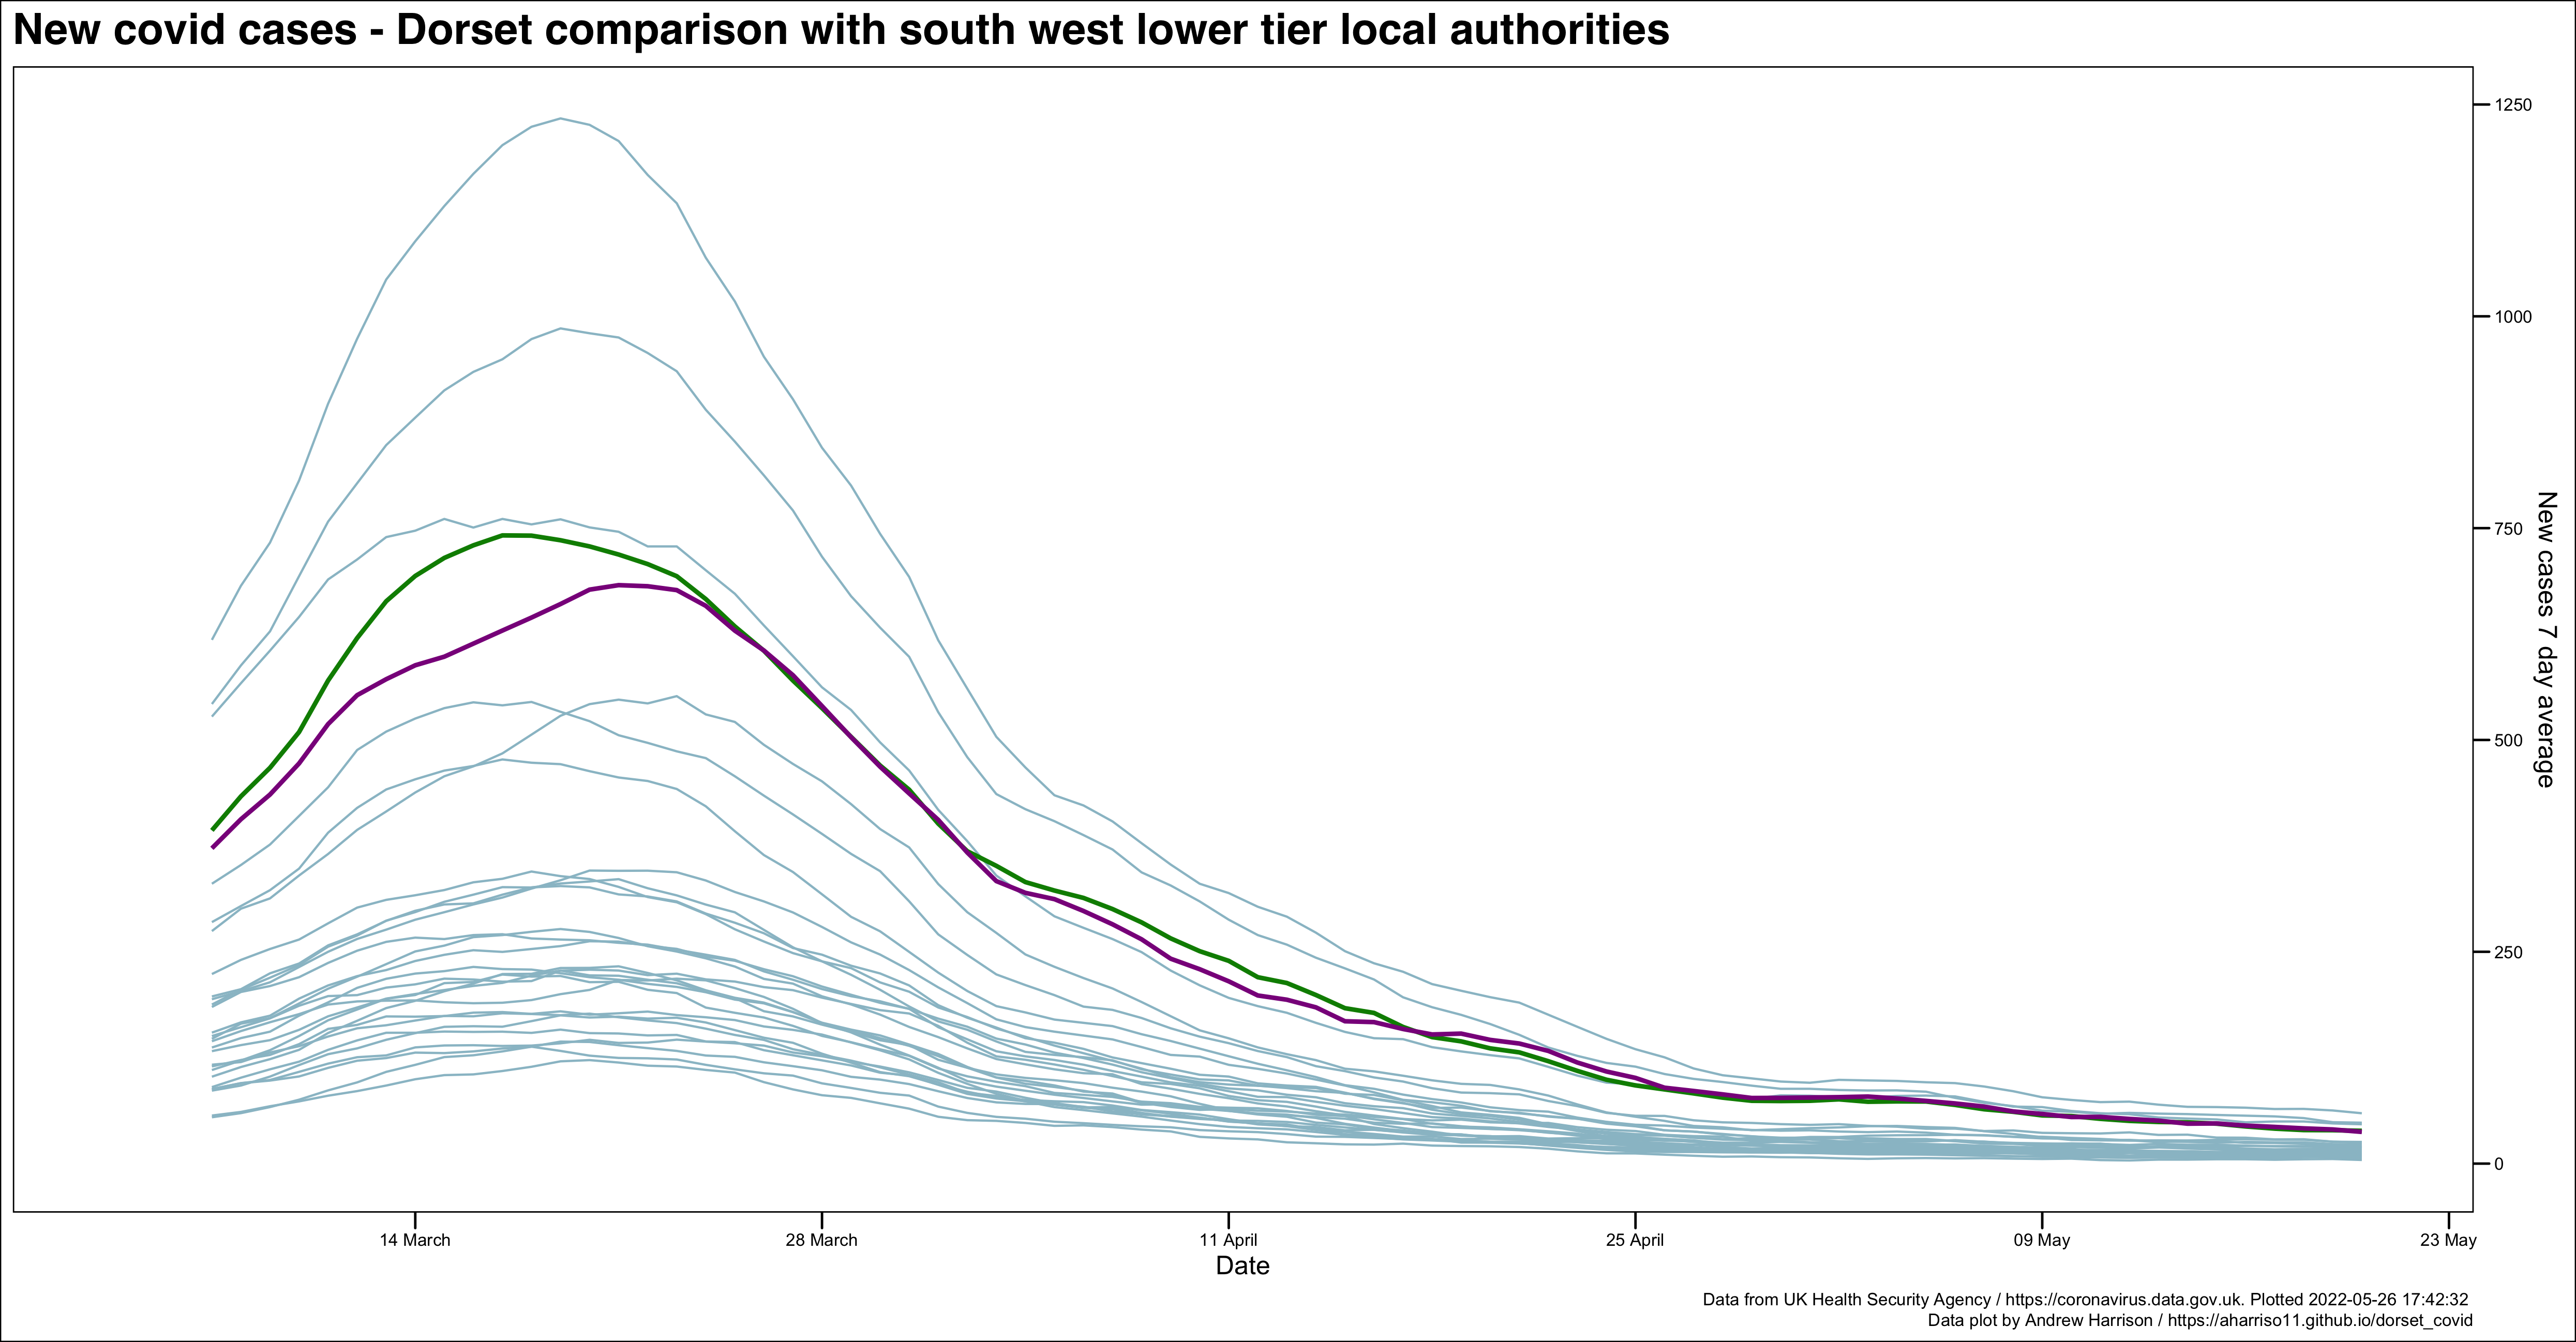 New covid cases - Dorset comparison with south west lower tier local authorities
1250
1000
750
500
250
0
New cases 7 day average
14 March
28 March
11 April
25 April
09 May
23 May
Date
Data from UK Health Security Agency / https://coronavirus.data.gov.uk. Plotted 2022-05-26 17:42:32
Data plot by Andrew Harrison / https://aharriso11.github.io/dorset_covid